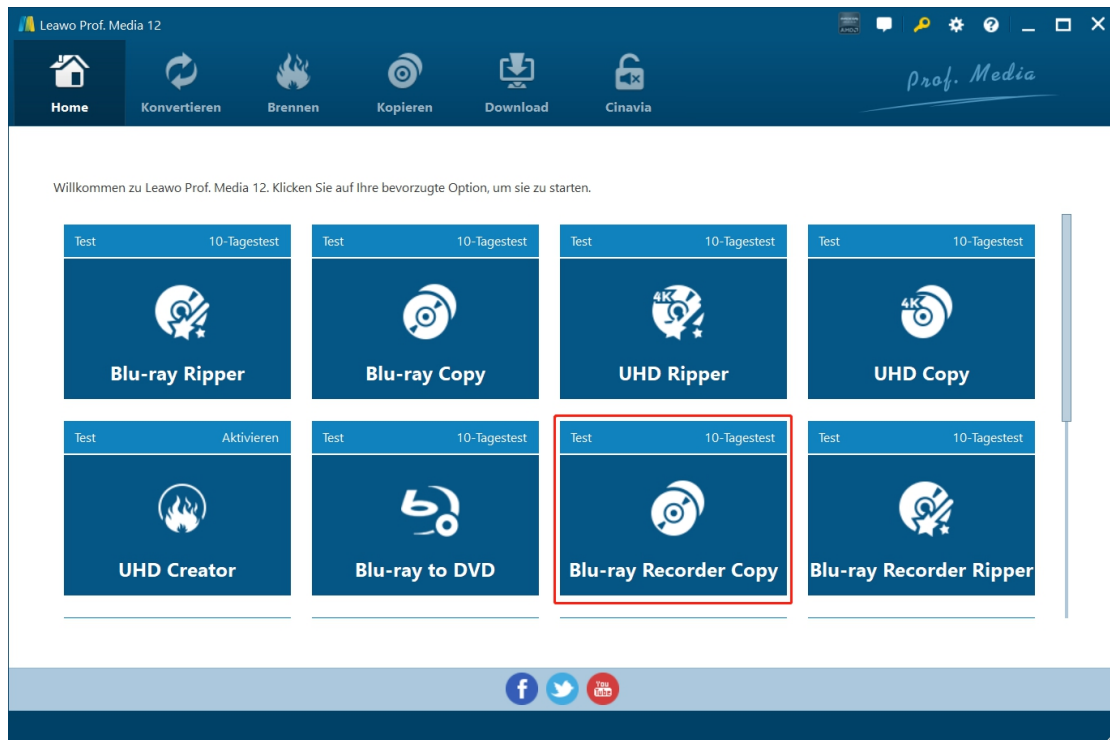 Leawo Prof. Media 12
Home
Konvertieren
Brennen
Kopieren
Download
Cinavia
Prof. Media
Willkommen zu Leawo Prof. Media 12. Klicken Sie auf Ihre bevorzugte Option, um sie zu starten.
Test 10-Tagestest
Blu-ray Ripper
Test 10-Tagestest
Blu-ray Copy
Test 10-Tagestest
4K
UHD Ripper
Test 10-Tagestest
4K
UHD Copy
Test Aktivieren
UHD Creator
Test 10-Tagestest
Blu-ray to DVD
Test 10-Tagestest
Blu-ray Recorder Copy
Test 10-Tagestest
Blu-ray Recorder Ripper
You
Tube